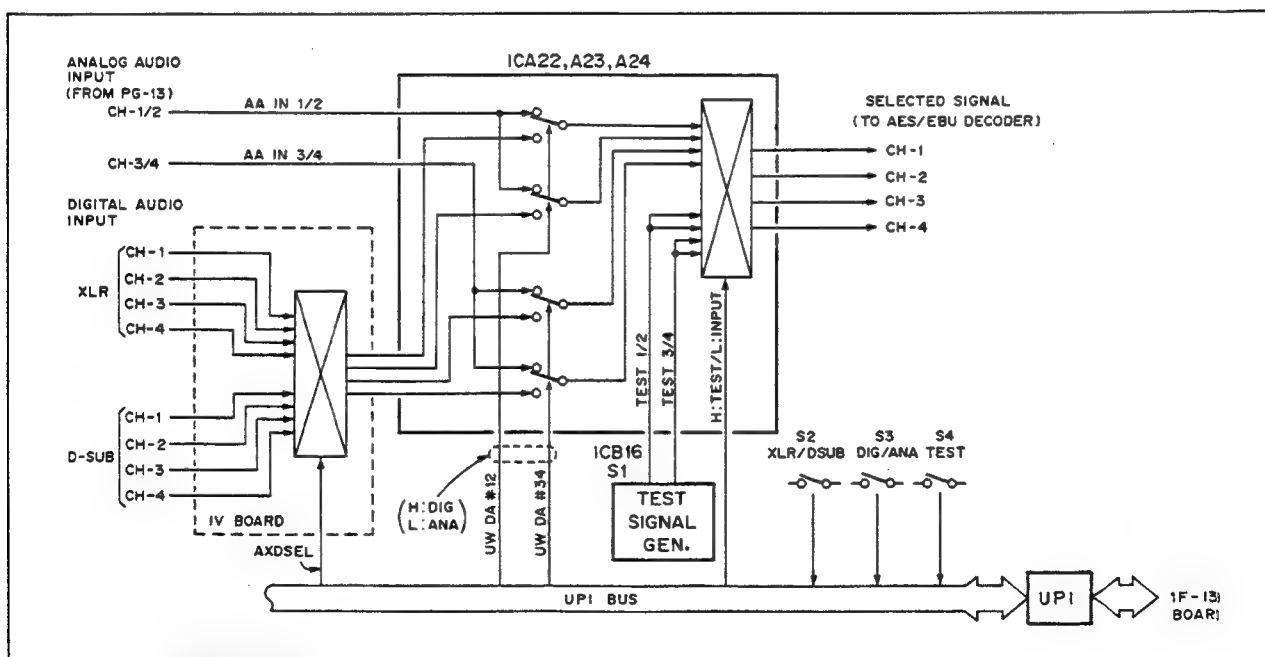 ICA22, A23, A24
ANALOG AUDIO
INPUT
(FROM PG-13)
CH-1/2
AA IN 1/2
CH-3/4
AA IN 3/4
SELECTED SIGNAL
(TO AES/EBU DECODER)
CH-1
CH-2
CH-3
CH-4
DIGITAL AUDIO
INPUT
XLR
CH-1
CH-2
CH-3
CH-4
D-SUB
CH-1
CH-2
CH-3
CH-4
IV BOARD
AXDSEL
(H:DIG
L:ANA)
UW DA #12
UW DA #34
TEST 1/2
TEST 3/4
H:TEST/L:INPUT
ICB16
S1
TEST
SIGNAL
GEN.
S2
XLR/DSUB
S3
DIG/ANA
S4
TEST
UPI BUS
UPI
IF-13
BOAR